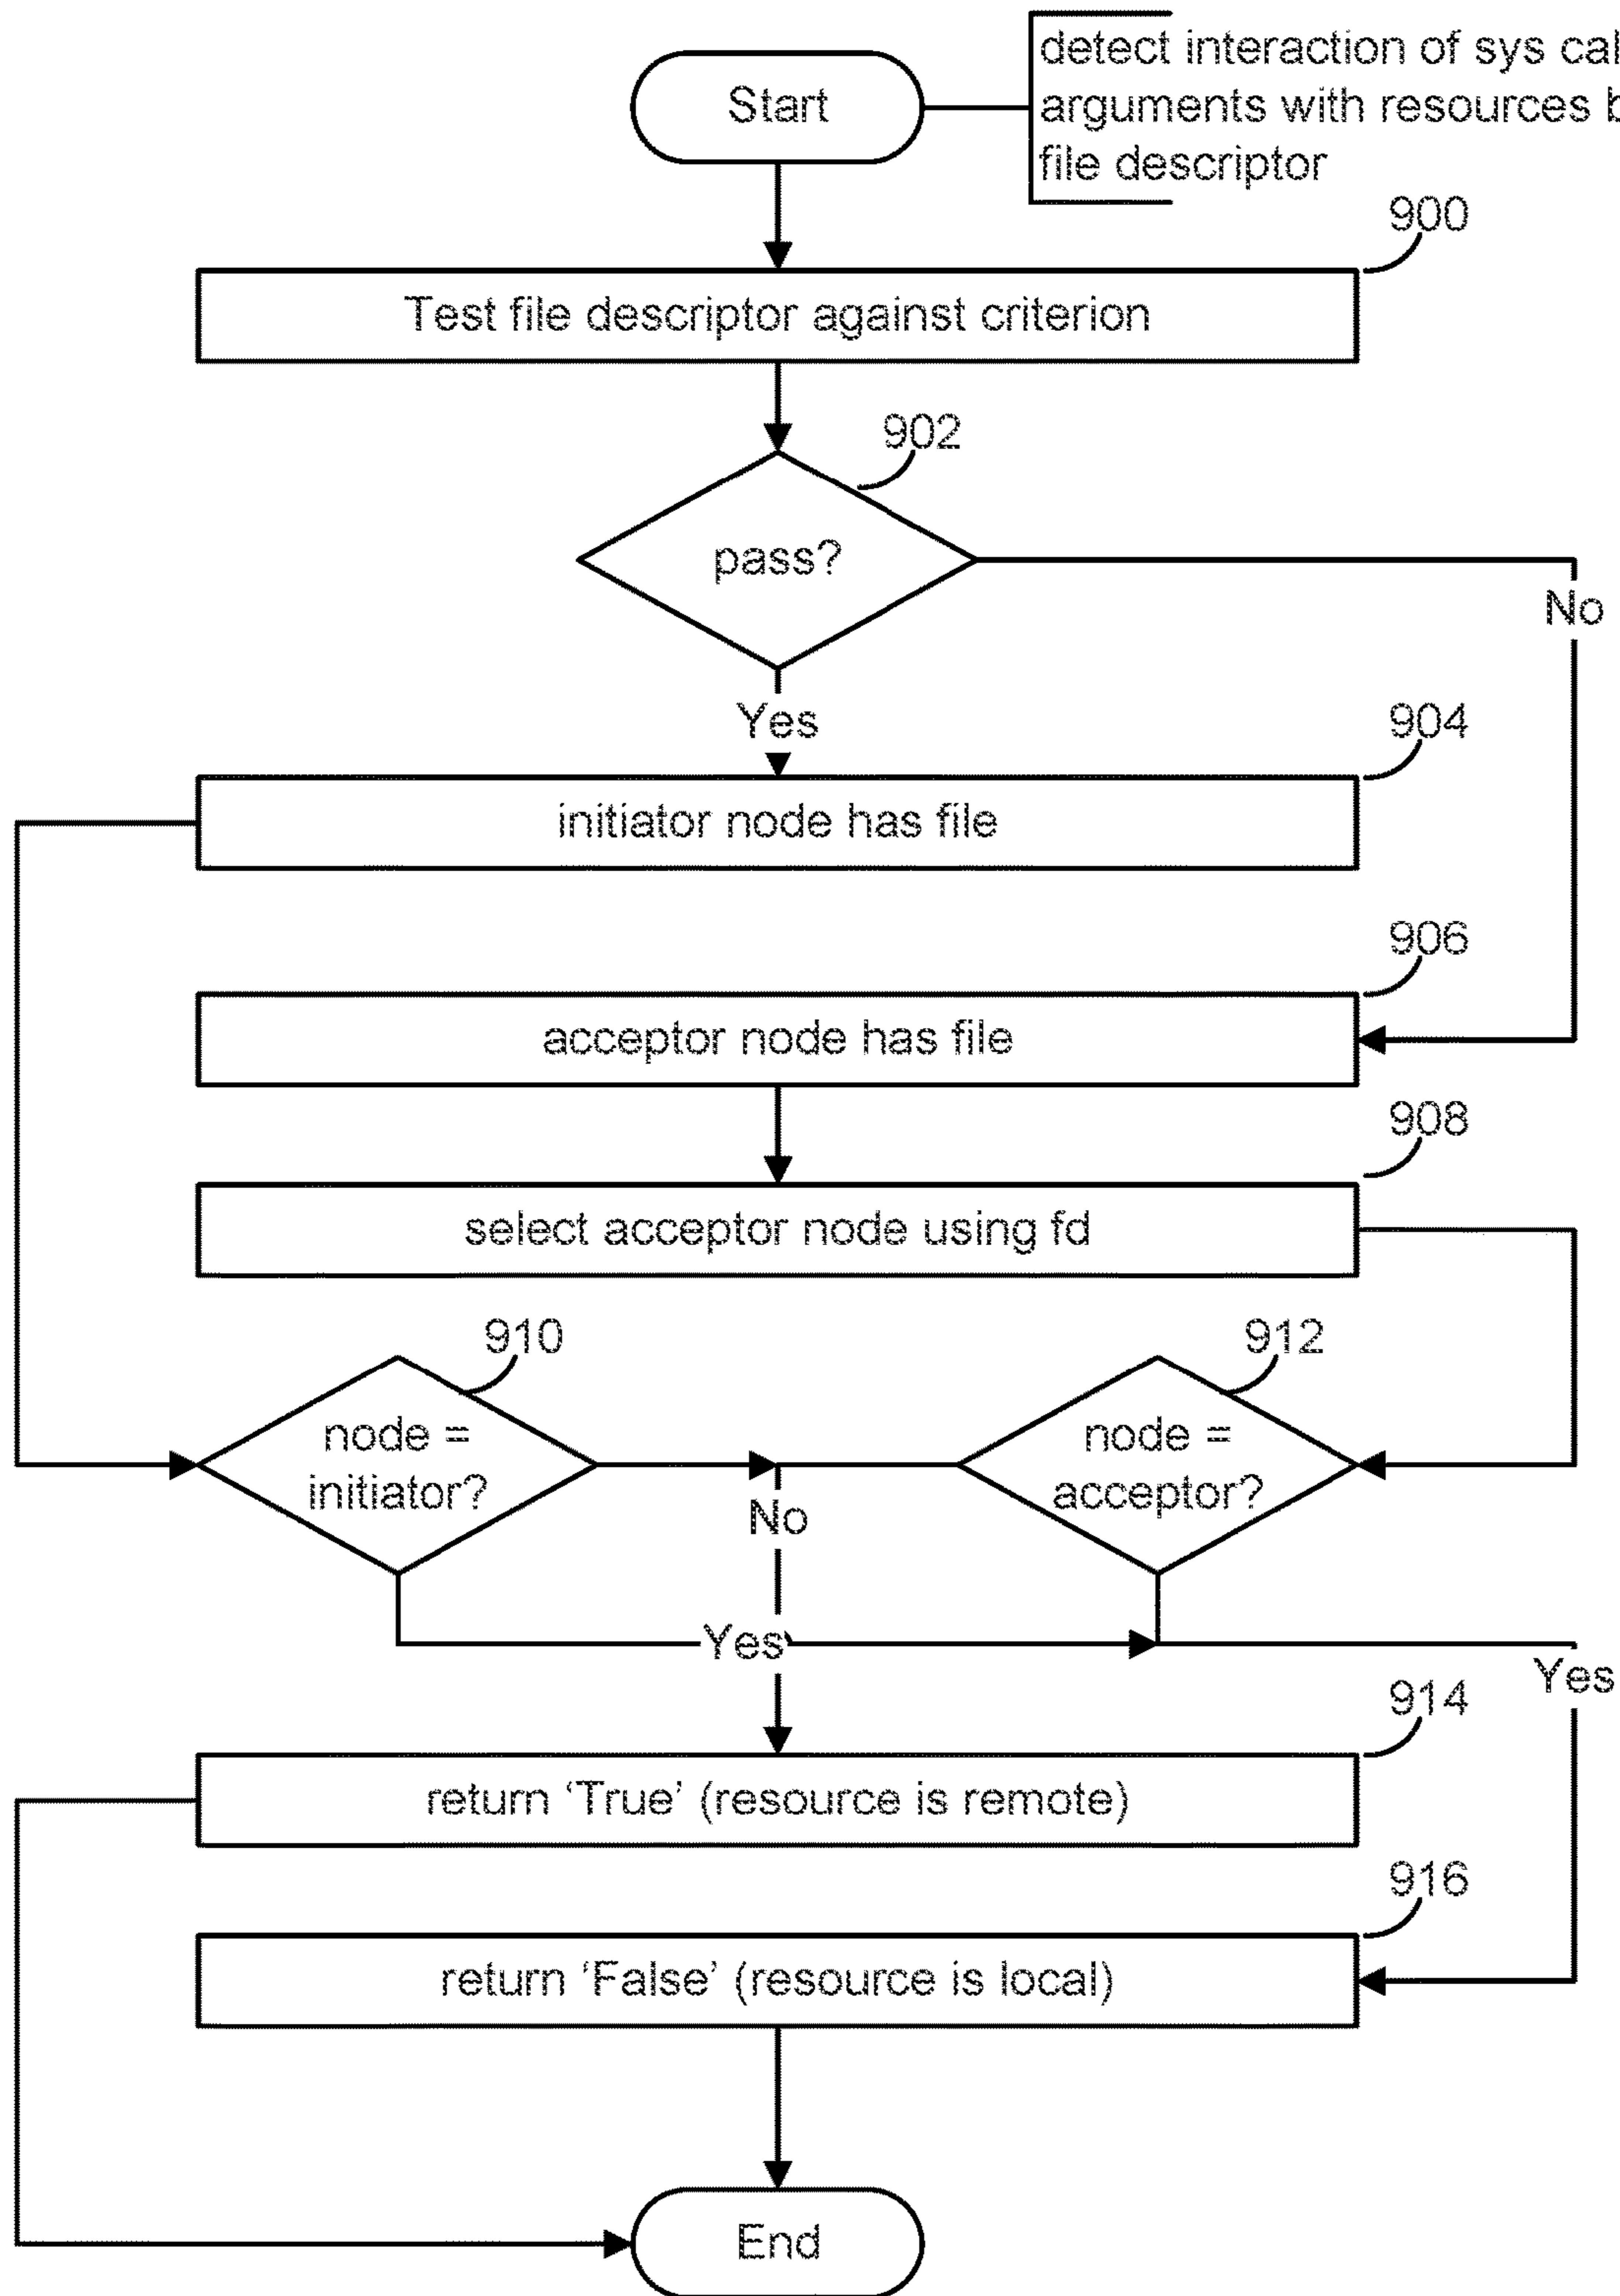 Start
detect interaction of sys
arguments with resources
file descriptor
900
Test file descriptor against criterion
902
pass?
No
Yes
904
initiator node has file
906
acceptor node has file
908
select acceptor node using fd
910
912
node =
initiator?
node =
acceptor?
No
Yes
Yes
914
return ‘True’ (resource is remote)
916
return ‘False’ (resource is local)
End